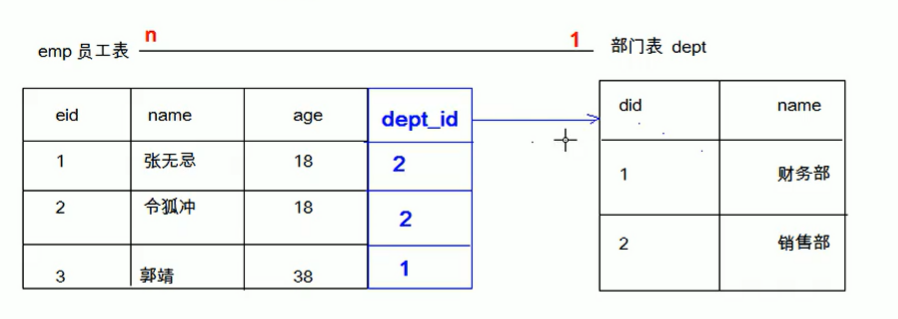 emp 员工表 n 1 部门表 dept
eid name age dept_id did name
1 张无忌 18 2 1 财务部
2 令狐冲 18 2 2 销售部
3 郭靖 38 1